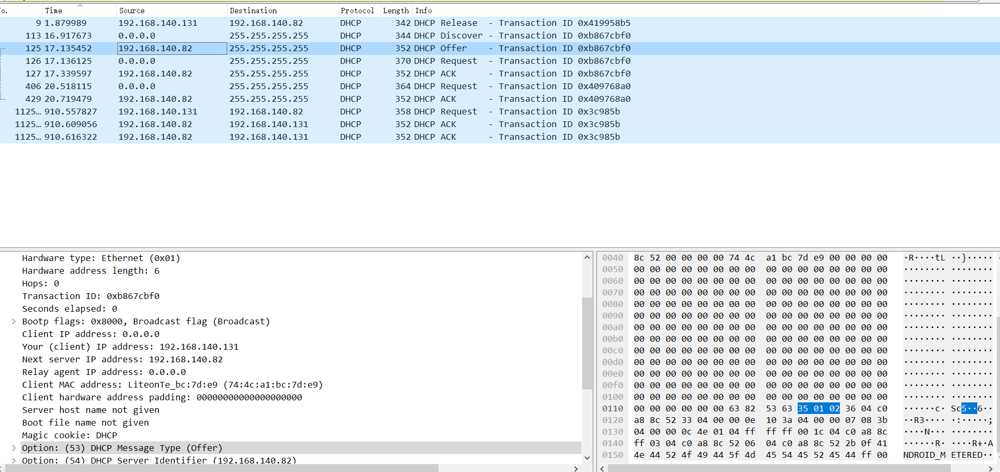 o. Time Source Destination Protocol Length Info
9 1.879989 192.168.140.131 192.168.140.82 DHCP 342 DHCP Release - Transaction ID 0x419958b5
113 16.917673 0.0.0.0 255.255.255.255 DHCP 344 DHCP Discover - Transaction ID 0xb867cbf0
125 17.135452 192.168.140.82 255.255.255.255 DHCP 352 DHCP Offer - Transaction ID 0xb867cbf0
126 17.136125 0.0.0.0 255.255.255.255 DHCP 370 DHCP Request - Transaction ID 0xb867cbf0
127 17.339597 192.168.140.82 255.255.255.255 DHCP 352 DHCP ACK - Transaction ID 0xb867cbf0
406 20.518115 0.0.0.0 255.255.255.255 DHCP 364 DHCP Request - Transaction ID 0x409768a0
429 20.719479 192.168.140.82 255.255.255.255 DHCP 352 DHCP ACK - Transaction ID 0x409768a0
1125… 910.557827 192.168.140.131 192.168.140.82 DHCP 358 DHCP Request - Transaction ID 0x3c985b
1125… 910.609056 192.168.140.82 192.168.140.131 DHCP 352 DHCP ACK - Transaction ID 0x3c985b
1125… 910.616322 192.168.140.82 192.168.140.131 DHCP 352 DHCP ACK - Transaction ID 0x3c985b
Hardware type: Ethernet (0x01)
Hardware address length: 6
Hops: 0
Transaction ID: 0xb867cbf0
Seconds elapsed: 0
Bootp flags: 0x8000, Broadcast flag (Broadcast)
Client IP address: 0.0.0.0
Your (client) IP address: 192.168.140.131
Next server IP address: 192.168.140.82
Relay agent IP address: 0.0.0.0
Client MAC address: LiteonTe_bc:7d:e9 (74:4c:a1:bc:7d:e9)
Client hardware address padding: 00000000000000000000
Server host name not given
Boot file name not given
Magic cookie: DHCP
Option: (53) DHCP Message Type (Offer)
Option: (54) DHCP Server Identifier (192.168.140.82)
0040 8c 52 00 00 00 00 74 4c a1 bc 7d e9 00 00 00 00 ·R····tL ··}·····
0050 00 00 00 00 00 00 00 00 00 00 00 00 00 00 00 00 ········ ········
0060 00 00 00 00 00 00 00 00 00 00 00 00 00 00 00 00 ········ ········
0070 00 00 00 00 00 00 00 00 00 00 00 00 00 00 00 00 ········ ········
0080 00 00 00 00 00 00 00 00 00 00 00 00 00 00 00 00 ········ ········
0090 00 00 00 00 00 00 00 00 00 00 00 00 00 00 00 00 ········ ········
00a0 00 00 00 00 00 00 00 00 00 00 00 00 00 00 00 00 ········ ········
00b0 00 00 00 00 00 00 00 00 00 00 00 00 00 00 00 00 ········ ········
00c0 00 00 00 00 00 00 00 00 00 00 00 00 00 00 00 00 ········ ········
00d0 00 00 00 00 00 00 00 00 00 00 00 00 00 00 00 00 ········ ········
00e0 00 00 00 00 00 00 00 00 00 00 00 00 00 00 00 00 ········ ········
00f0 00 00 00 00 00 00 00 00 00 00 00 00 00 00 00 00 ········ ········
0100 00 00 00 00 00 00 00 00 00 00 00 00 00 00 00 00 ········ ········
0110 00 00 00 00 00 00 63 82 53 63 35 01 02 36 04 c0 ······c· Sc5··6··
0120 a8 8c 52 33 04 00 00 0e 10 3a 04 00 00 07 08 3b ··R3···· ·:·····;
0130 04 00 00 0c 4e 01 04 ff ff ff 00 1c 04 c0 a8 8c ····N··· ········
0140 ff 03 04 c0 a8 8c 52 06 04 c0 a8 8c 52 2b 0f 41 ······R· ····R+·A
0150 4e 44 52 4f 49 44 5f 4d 45 54 45 52 45 44 ff 00 NDROID_M ETERED··